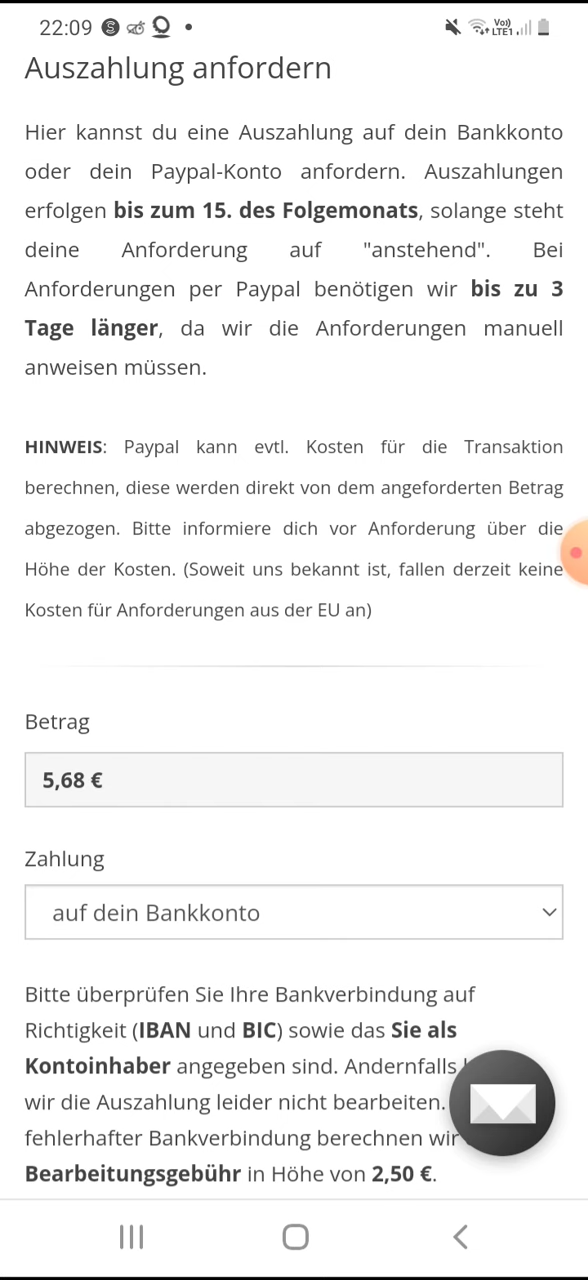 22:09
Vo))
LTE1
Auszahlung anfordern
Hier kannst du eine Auszahlung auf dein Bankkonto
oder dein Paypal-Konto anfordern. Auszahlungen
erfolgen bis zum 15. des Folgemonats, solange steht
deine Anforderung auf "anstehend". Bei
Anforderungen per Paypal benötigen wir bis zu 3
Tage länger, da wir die Anforderungen manuell
anweisen müssen.
HINWEIS: Paypal kann evtl. Kosten für die Transaktion
berechnen, diese werden direkt von dem angeforderten Betrag
abgezogen. Bitte informiere dich vor Anforderung über die
Höhe der Kosten. (Soweit uns bekannt ist, fallen derzeit keine
Kosten für Anforderungen aus der EU an)
Betrag
5,68 €
Zahlung
auf dein Bankkonto
Bitte überprüfen Sie Ihre Bankverbindung auf
Richtigkeit (IBAN und BIC) sowie das Sie als
Kontoinhaber angegeben sind. Andernfalls
wir die Auszahlung leider nicht bearbeiten.
fehlerhafter Bankverbindung berechnen wir
Bearbeitungsgebühr in Höhe von 2,50 €.